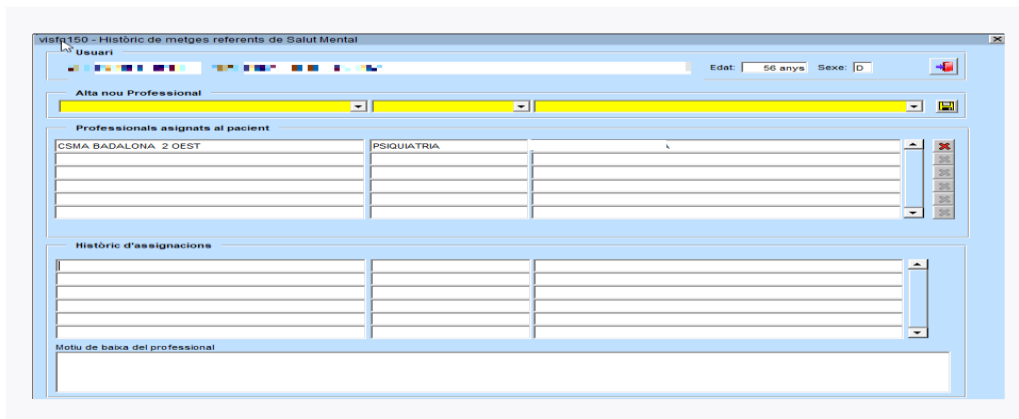 visfg150 - Històric de metges referents de Salut Mental
Usuari
Edat: 56 anys Sexe: D
Alta nou Professional
Professionals asignats al pacient
CSMA BADALONA 2 OEST PSIQUIATRIA
Històric d'assignacions
Motiu de baixa del professional